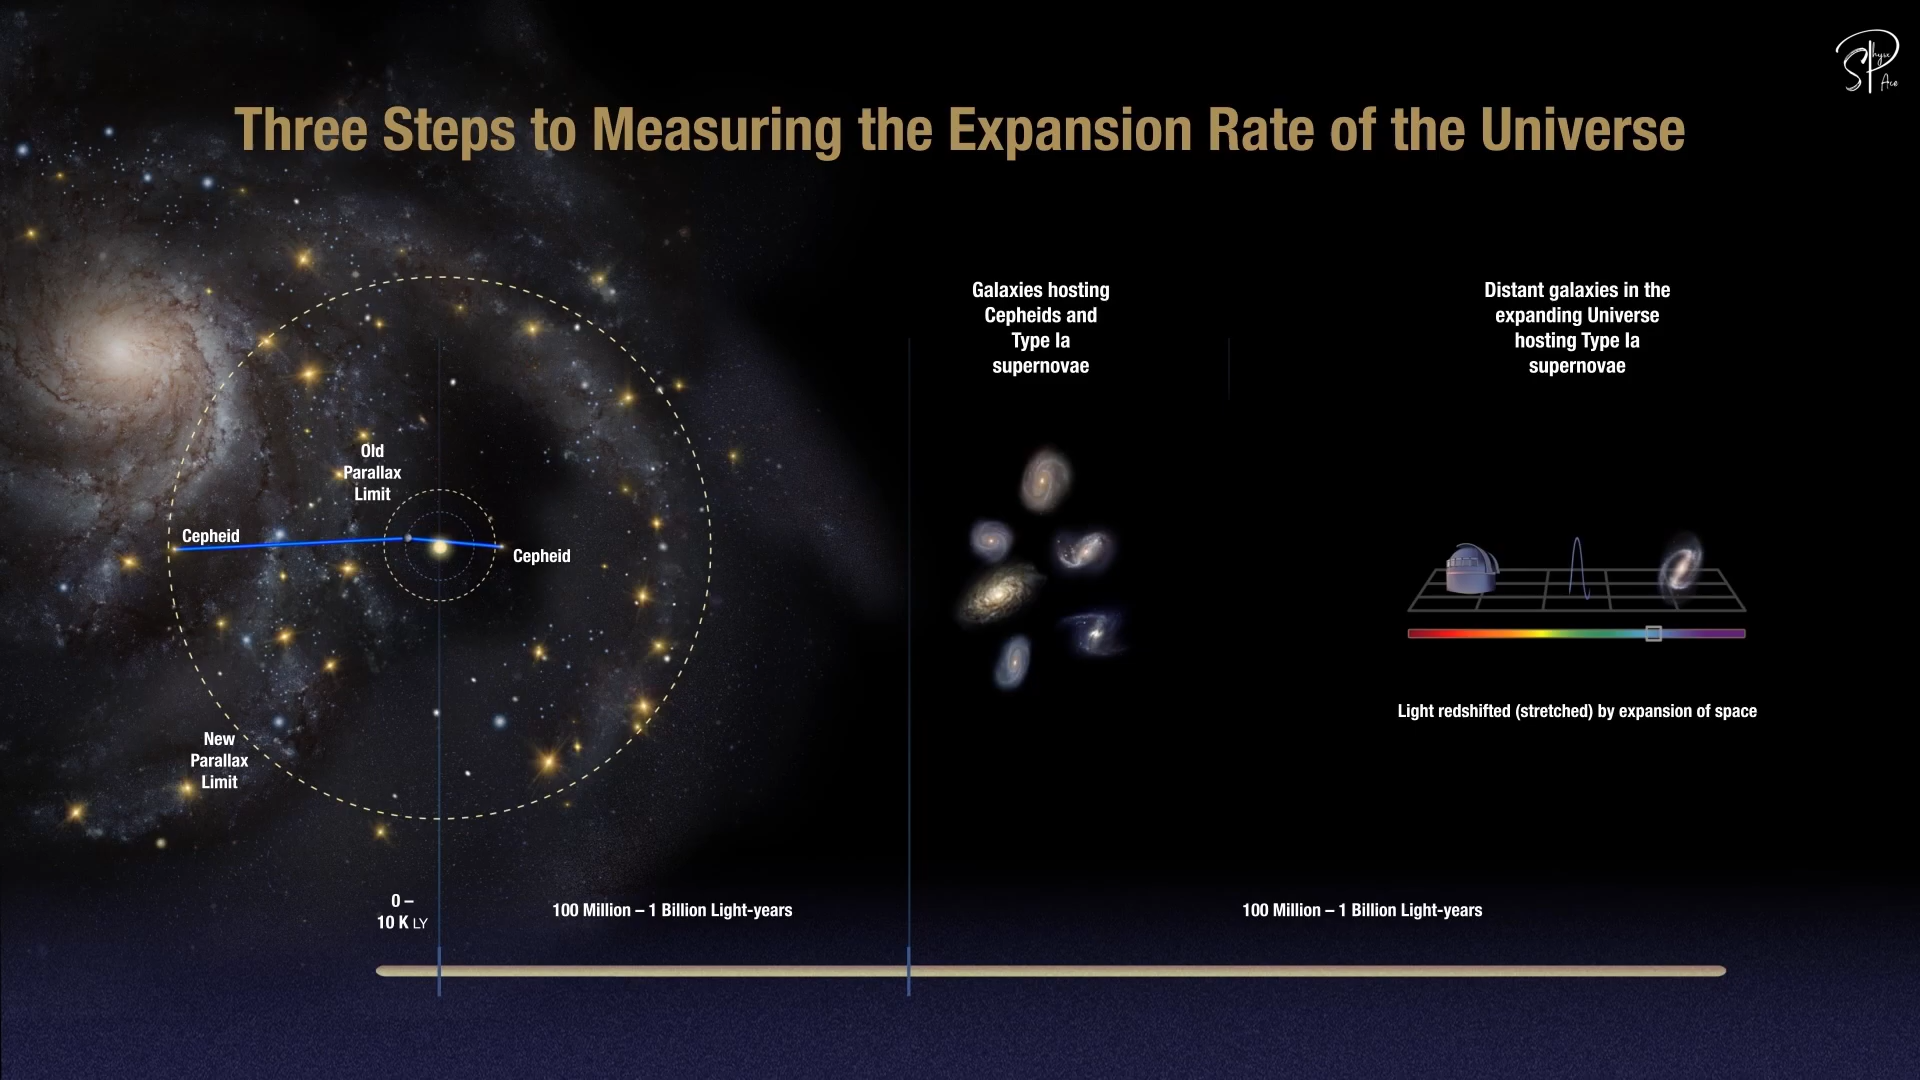 SPhysix Ace
Three Steps to Measuring the Expansion Rate of the Universe
Galaxies hosting
Cepheids and
Type Ia
supernovae
Distant galaxies in the
expanding Universe
hosting Type Ia
supernovae
Old
Parallax
Limit
Cepheid
Cepheid
New
Parallax
Limit
Light redshifted (stretched) by expansion of space
0 –
10 K LY
100 Million – 1 Billion Light-years
100 Million – 1 Billion Light-years